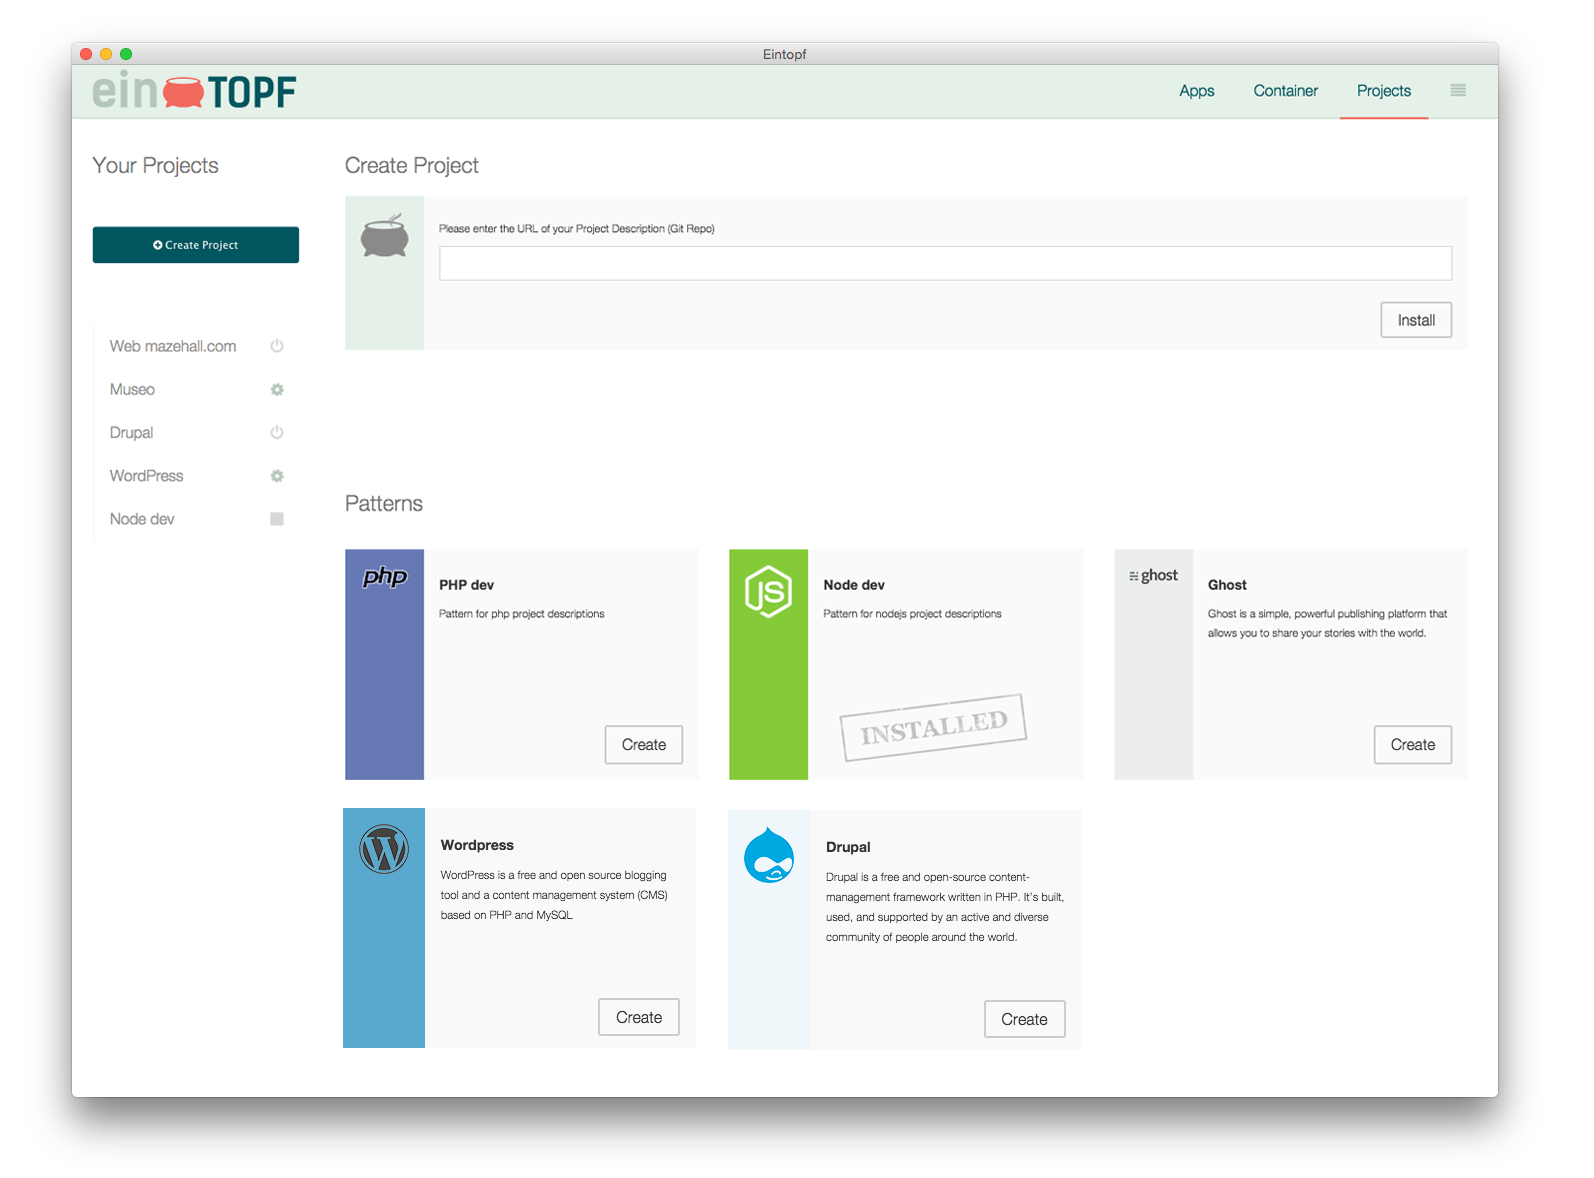 Eintopf
ein TOPF
Apps
Container
Projects
Your Projects
Create Project
Create Project
Please enter the URL of your Project Description (Git Repo)
Install
Web mazehall.com
Museo
Drupal
WordPress
Node dev
Patterns
php
PHP dev
Pattern for php project descriptions
Create
JS
Node dev
Pattern for nodejs project descriptions
INSTALLED
ghost
Ghost
Ghost is a simple, powerful publishing platform that
allows you to share your stories with the world.
Create
W
Wordpress
WordPress is a free and open source blogging
tool and a content management system (CMS)
based on PHP and MySQL
Create
Drupal
Drupal is a free and open-source content-
management framework written in PHP. It's built,
used, and supported by an active and diverse
community of people around the world.
Create